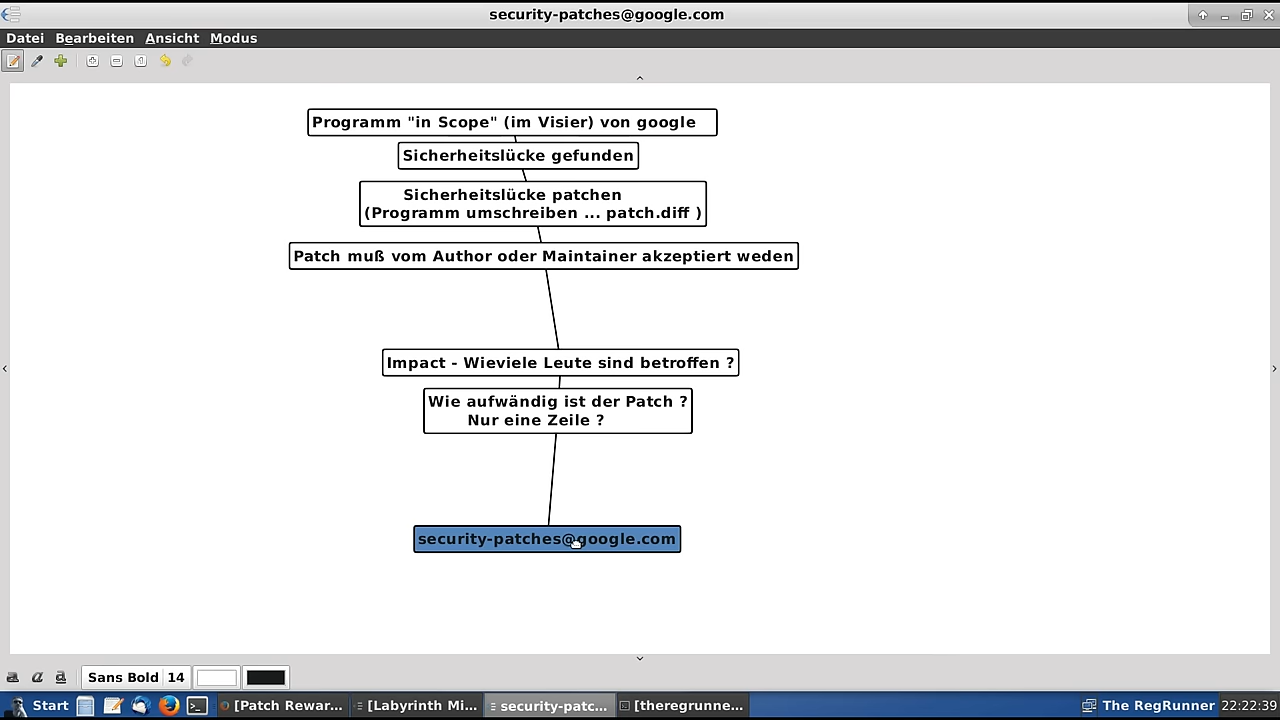 security-patches@google.com
Datei Bearbeiten Ansicht Modus
Programm "in Scope" (im Visier) von google
Sicherheitslücke gefunden
Sicherheitslücke patchen
(Programm umschreiben ... patch.diff )
Patch muß vom Author oder Maintainer akzeptiert weden
Impact - Wieviele Leute sind betroffen ?
Wie aufwändig ist der Patch ?
Nur eine Zeile ?
security-patches@google.com
Sans Bold 14
Start [Patch Rewar... [Labyrinth Mi... security-patc... [theregrunne... The RegRunner 22:22:39